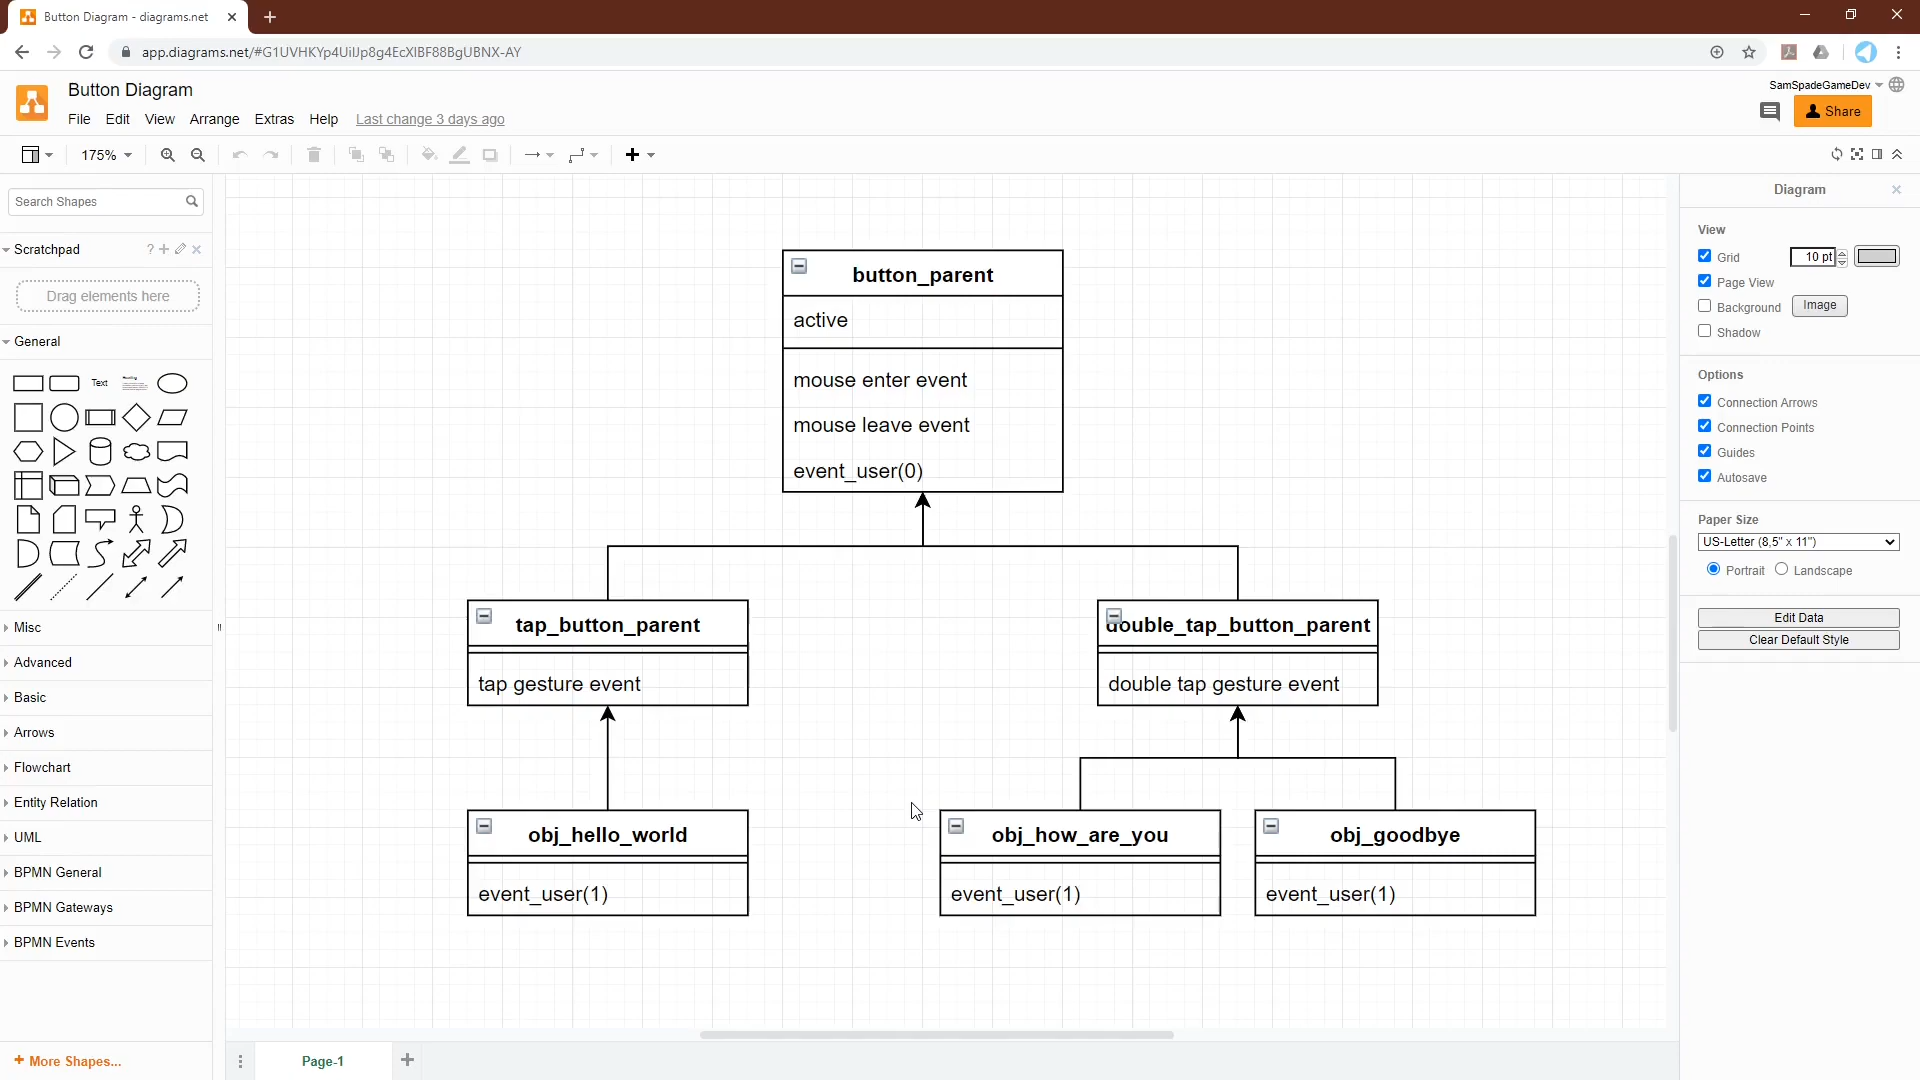 Button Diagram - diagrams.net
app.diagrams.net/#G1UVHKYp4UiIJp8g4EcXlBF88BgUBNX-AY
Button Diagram
SamSpadeGameDev
File Edit View Arrange Extras Help Last change 3 days ago
Share
175%
Search Shapes
Scratchpad
?
Drag elements here
General
Text
Heading
Misc
Advanced
Basic
Arrows
Flowchart
Entity Relation
UML
BPMN General
BPMN Gateways
BPMN Events
+ More Shapes...
button_parent
active
mouse enter event
mouse leave event
event_user(0)
tap_button_parent
tap gesture event
double_tap_button_parent
double tap gesture event
obj_hello_world
event_user(1)
obj_how_are_you
event_user(1)
obj_goodbye
event_user(1)
Page-1
Diagram
View
Grid 10 pt
Page View
Background Image
Shadow
Options
Connection Arrows
Connection Points
Guides
Autosave
Paper Size
US-Letter (8,5" x 11")
Portrait Landscape
Edit Data
Clear Default Style